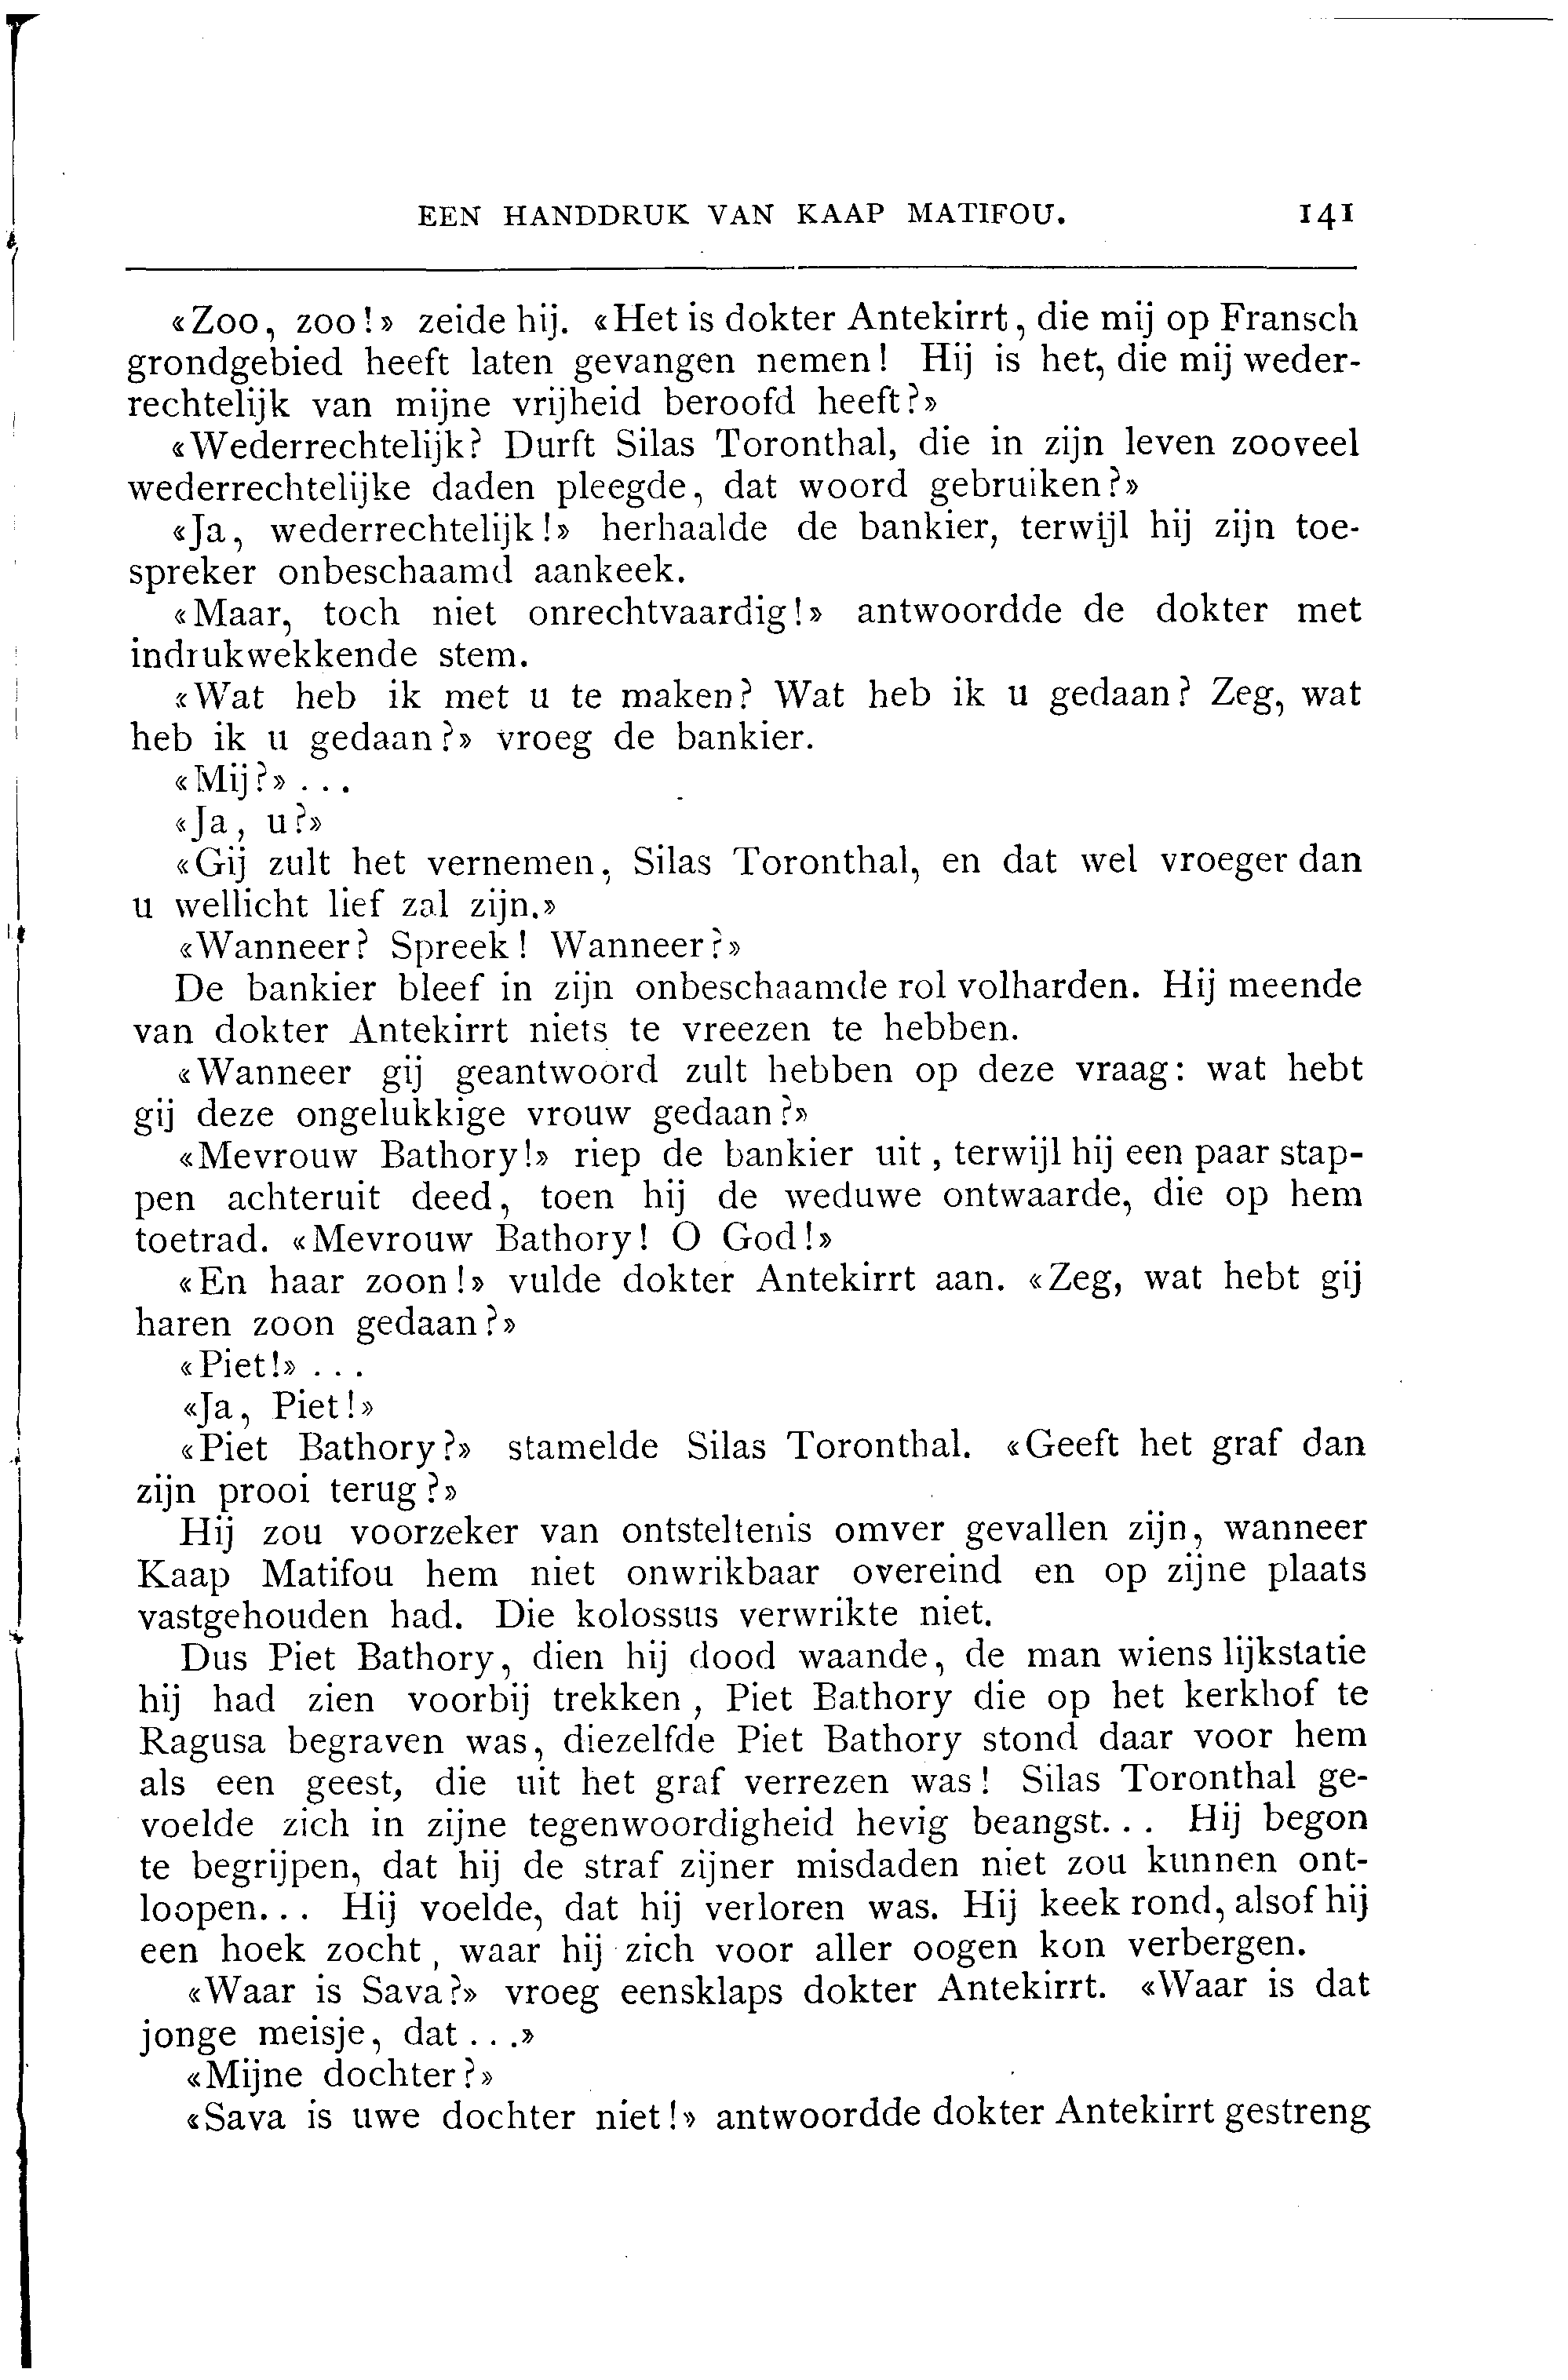 EEN HANDDRUK VAN KAAP MATIFOU. 141
«Zoo, zoo!» zeide hij. «Het is dokter Antekirrt, die mij op Fransch
grondgebied heeft laten gevangen nemen! Hij is het, die mij weder-
rechtelijk van mijne vrijheid beroofd heeft?»
«Wederrechtelijk? Durft Silas Toronthal, die in zijn leven zooveel
wederrechtelijke daden pleegde, dat woord gebruiken?»
«Ja, wederrechtelijk!» herhaalde de bankier, terwijl hij zijn toe-
spreker onbeschaamd aankeek.
«Maar, toch niet onrechtvaardig!» antwoordde de dokter met
indrukwekkende stem.
«Wat heb ik met u te maken? Wat heb ik u gedaan? Zeg, wat
heb ik u gedaan?» vroeg de bankier.
«Mij?» . . .
«Ja, u?»
«Gij zult het vernemen, Silas Toronthal, en dat wel vroeger dan
u wellicht lief zal zijn.»
«Wanneer? Spreek! Wanneer?»
De bankier bleef in zijn onbeschaamde rol volharden. Hij meende
van dokter Antekirrt niets te vreezen te hebben.
«Wanneer gij geantwoord zult hebben op deze vraag: wat hebt
gij deze ongelukkige vrouw gedaan?»
«Mevrouw Bathory!» riep de bankier uit, terwijl hij een paar stap-
pen achteruit deed, toen hij de weduwe ontwaarde, die op hem
toetrad. «Mevrouw Bathory! O God!»
«En haar zoon!» vulde dokter Antekirrt aan. «Zeg, wat hebt gij
haren zoon gedaan?»
«Piet!» . . .
«Ja, Piet!»
«Piet Bathory?» stamelde Silas Toronthal. «Geeft het graf dan
zijn prooi terug?»
Hij zou voorzeker van ontsteltenis omver gevallen zijn, wanneer
Kaap Matifou hem niet onwrikbaar overeind en op zijne plaats
vastgehouden had. Die kolossus verwrikte niet.
Dus Piet Bathory, dien hij dood waande, de man wiens lijkstatie
hij had zien voorbij trekken, Piet Bathory die op het kerkhof te
Ragusa begraven was, diezelfde Piet Bathory stond daar voor hem
als een geest, die uit het graf verrezen was! Silas Toronthal ge-
voelde zich in zijne tegenwoordigheid hevig beangst. . . Hij begon
te begrijpen, dat hij de straf zijner misdaden niet zou kunnen ont-
loopen. . . Hij voelde, dat hij verloren was. Hij keek rond, alsof hij
een hoek zocht, waar hij zich voor aller oogen kon verbergen.
«Waar is Sava?» vroeg eensklaps dokter Antekirrt. «Waar is dat
jonge meisje, dat . . .»
«Mijne dochter?»
«Sava is uwe dochter niet!» antwoordde dokter Antekirrt gestreng